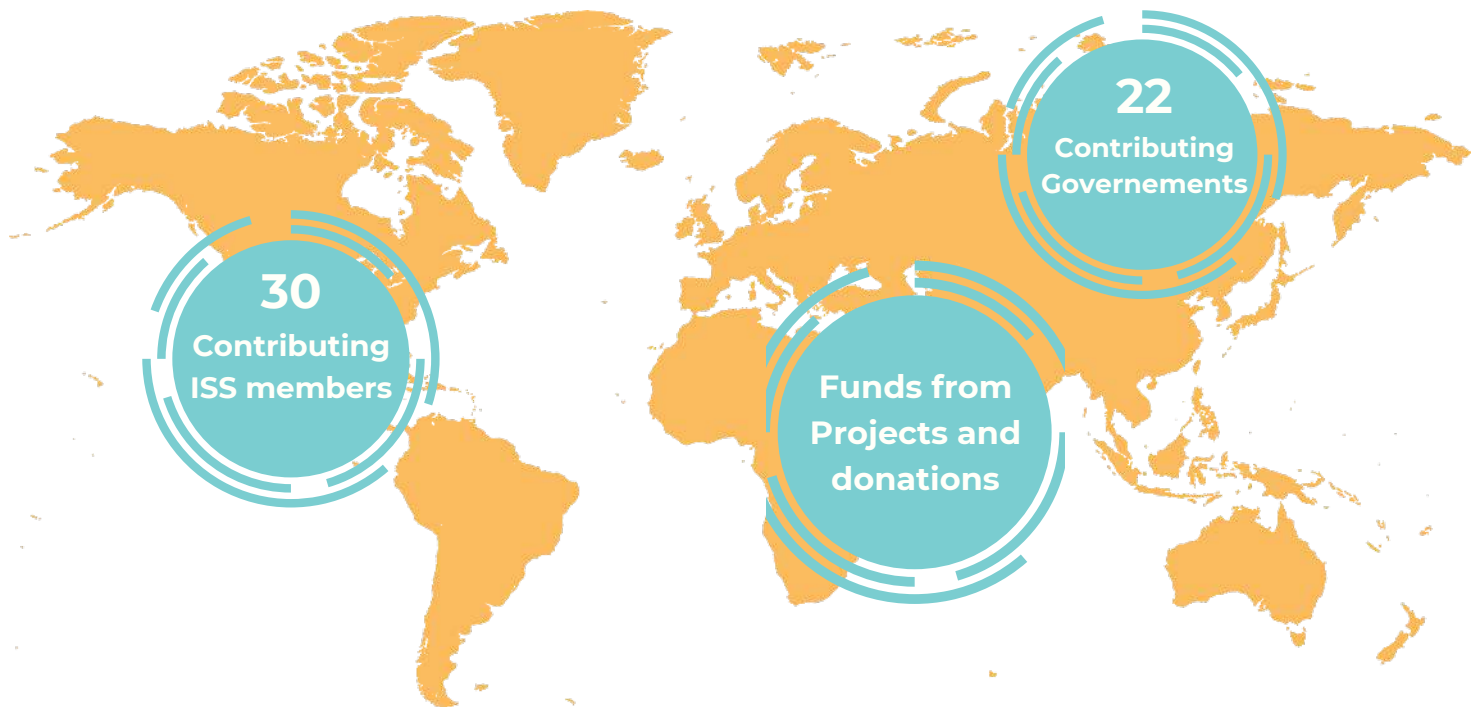 30
Contributing
ISS members
22
Contributing
Governements
Funds from
Projects and
donations